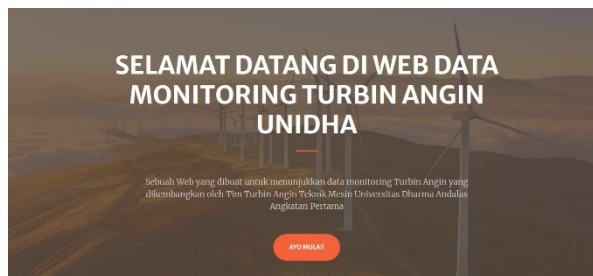 SELAMAT DATANG DI WEB DATA
MONITORING TURBIN ANGIN
UNIDHA
Sebuah Web yang dibuat untuk menunjukkan data monitoring Turbin Angin yang
dikembangkan oleh Tim Turbin Angin Teknik Mesin Universitas Dharma Andalas
Angkatan Pertama
AYO MULAI!